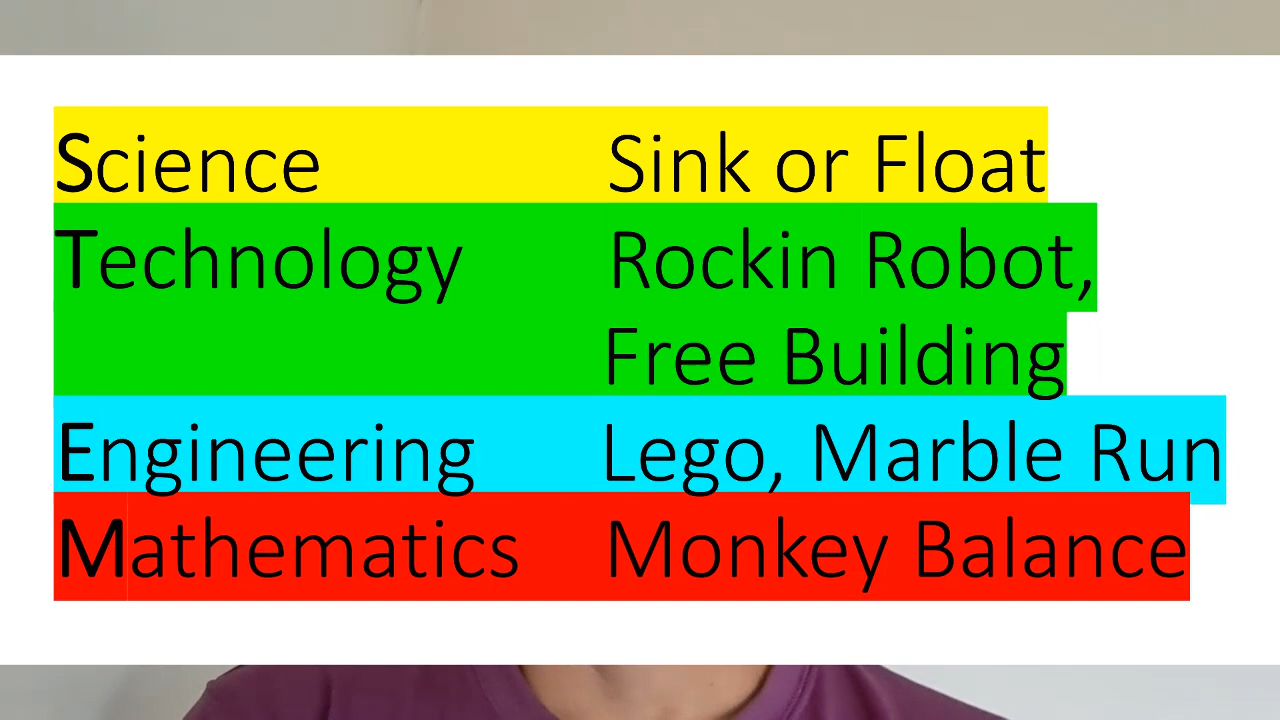 Science Sink or Float
Technology Rockin Robot,
Free Building
Engineering Lego, Marble Run
Mathematics Monkey Balance